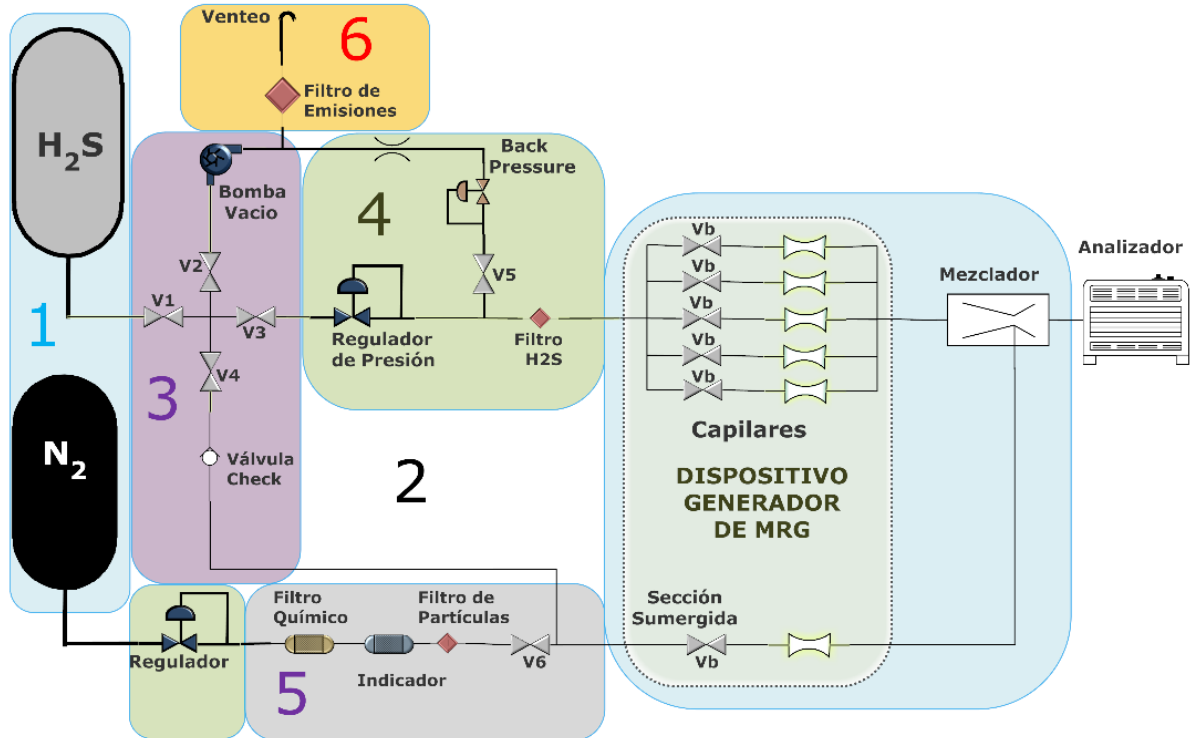 Venteo
6
Filtro de
Emisiones
H2S
Bomba
Vacio
Back
Pressure
4
V2
V1
V3
V5
1
Regulador
de Presión
Filtro
H2S
V4
3
Válvula
Check
N2
2
Vb
Vb
Vb
Vb
Vb
Capilares
DISPOSITIVO
GENERADOR
DE MRG
Mezclador
Analizador
Regulador
Filtro
Químico
Indicador
Filtro de
Partículas
V6
5
Sección
Sumergida
Vb